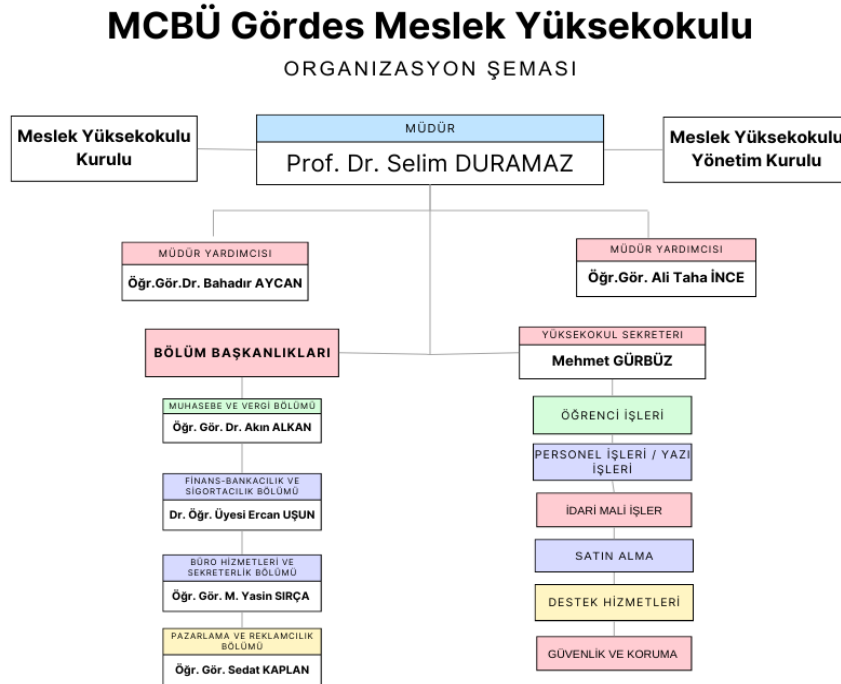 MCBÜ Gördes Meslek Yüksekokulu
ORGANIZASYON ŞEMASI
Meslek Yüksekokulu
Kurulu
MÜDÜR
Prof. Dr. Selim DURAMAZ
Meslek Yüksekokulu
Yönetim Kurulu
MÜDÜR YARDIMCISI
Öğr.Gör.Dr. Bahadır AYCAN
MÜDÜR YARDIMCISI
Öğr.Gör. Ali Taha İNCE
BÖLÜM BAŞKANLIKLARI
YÜKSEKOKUL SEKRETERI
Mehmet GÜRBÜZ
MUHASEBE VE VERGİ BÖLÜMÜ
Öğr. Gör. Dr. Akın ALKAN
FİNANS-BANKACILIK VE
SİGORTACILIK BÖLÜMÜ
Dr. Öğr. Üyesi Ercan UŞUN
BÜRO HİZMETLERİ VE
SEKRETERLİK BÖLÜMÜ
Öğr. Gör. M. Yasin SIRÇA
PAZARLAMA VE REKLAMCILIK
BÖLÜMÜ
Öğr. Gör. Sedat KAPLAN
ÖĞRENCİ İŞLERİ
PERSONEL İŞLERİ / YAZI
İŞLERİ
İDARİ MALİ İŞLER
SATIN ALMA
DESTEK HİZMETLERİ
GÜVENLİK VE KORUMA